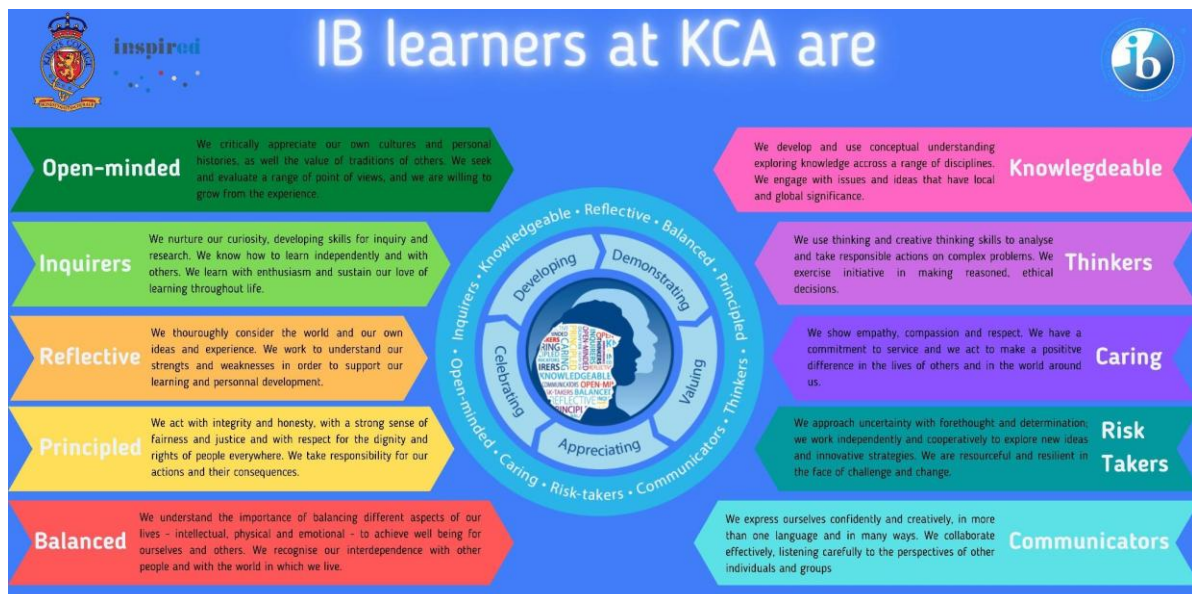 KING'S COLLEGE
inspired
IB learners at KCA are
ib
Open-minded
We critically appreciate our own cultures and personal
histories, as well the value of traditions of others. We seek
and evaluate a range of point of views, and we are willing to
grow from the experience.
Inquirers
We nurture our curiosity, developing skills for inquiry and
research. We know how to learn independently and with
others. We learn with enthusiasm and sustain our love of
learning throughout life.
Reflective
We thouroughly consider the world and our own
ideas and experience. We work to understand our
strengts and weaknesses in order to support our
learning and personnal development.
Principled
We act with integrity and honesty, with a strong sense of
fairness and justice and with respect for the dignity and
rights of people everywhere. We take responsibility for our
actions and their consequences.
Balanced
We understand the importance of balancing different aspects of our
lives - intellectual, physical and emotional - to achieve well being for
ourselves and others. We recognise our interdependence with other
people and with the world in which we live.
Inquirers • Knowledgeable • Reflective • Balanced • Principled • Thinkers • Communicators • Risk-takers • Caring • Open-minded •
Developing
Demonstrating
Valuing
Appreciating
Celebrating
CARING
PRINCIPLED
INQUIRERS
OPEN-MINDED
KNOWLEDGEABLE
COMMUNICATORS OPEN-MI
RISK-TAKERS BALANCED
REFLECTIVE
PRINCIPL
We develop and use conceptual understanding
exploring knowledge accross a range of disciplines.
We engage with issues and ideas that have local
and global significance.
Knowlegdeable
We use thinking and creative thinking skills to analyse
and take responsible actions on complex problems. We
exercise initiative in making reasoned, ethical
decisions.
Thinkers
We show empathy, compassion and respect. We have a
commitment to service and we act to make a posititve
difference in the lives of others and in the world around
us.
Caring
We approach uncertainty with forethought and determination;
we work independently and cooperatively to explore new ideas
and innovative strategies. We are resourceful and resilient in
the face of challenge and change.
Risk
Takers
We express ourselves confidently and creatively, in more
than one language and in many ways. We collaborate
effectively, listening carefully to the perspectives of other
individuals and groups
Communicators